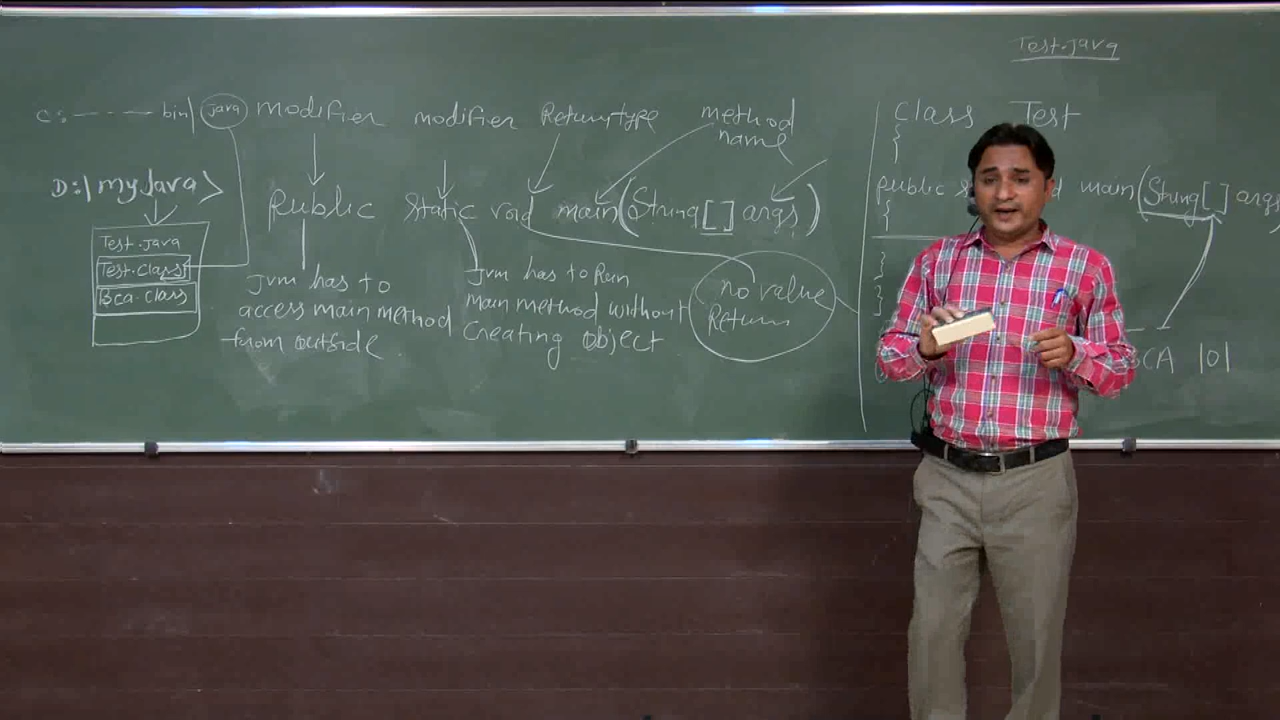 Test.java
cs bin\ java modifier modifier Return type method name
D:\myJava>
Public static void main(String[] args)
Test.java
Test.class
Bca.class
Jvm has to
access main method
from outside
Jvm has to Run
Main method without
Creating object
no value
Return
Class Test
{
public s d main(String[] args
{
}
}
BCA 101